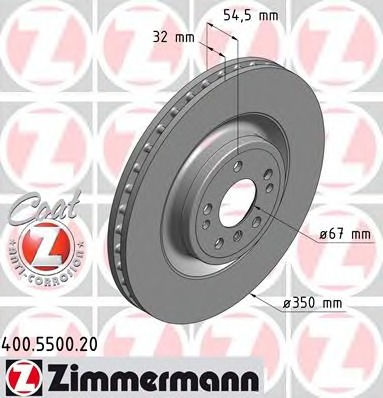 54,5 mm
32 mm
ø67 mm
ø350 mm
Coat
Z
ANTI-CORROSION
400.5500.20
Z Zimmermann